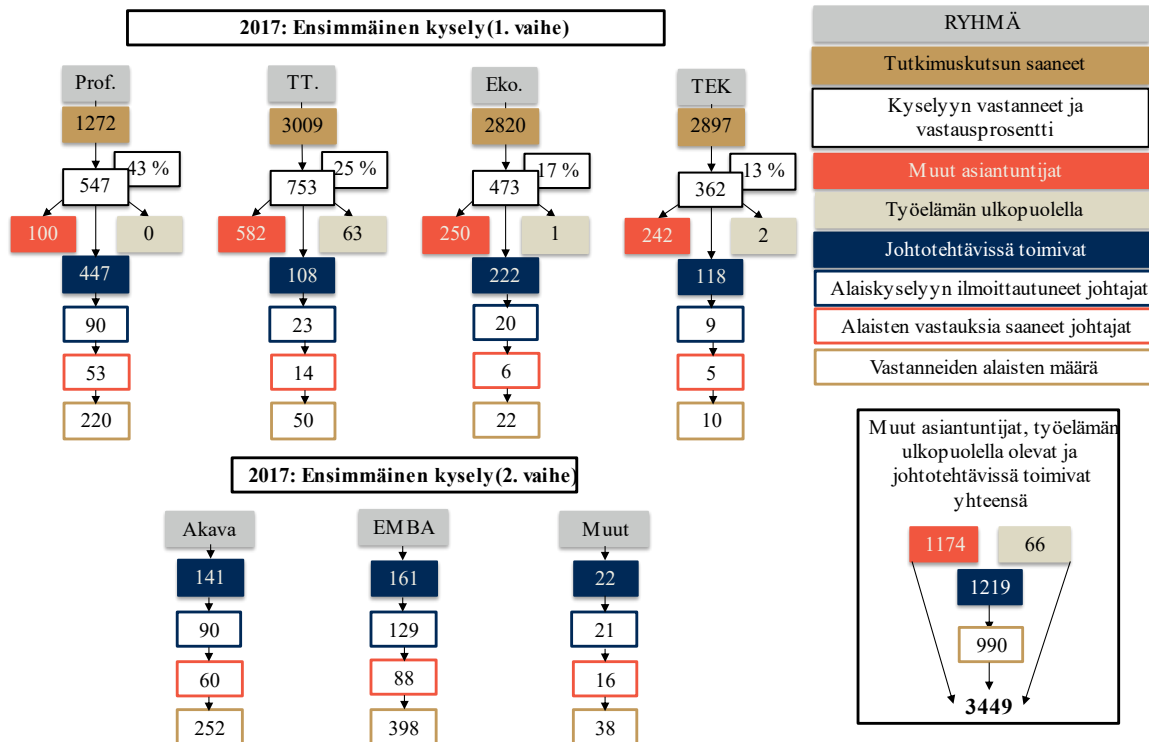 2017: Ensimmäinen kysely (1. vaihe)
Prof. TT. Eko. TEK
1272 3009 2820 2897
43 % 25 % 17 % 13 %
547 753 473 362
100 0 582 63 250 1 242 2
447 108 222 118
90 23 20 9
53 14 6 5
220 50 22 10
2017: Ensimmäinen kysely (2. vaihe)
Akava EMBA Muut
141 161 22
90 129 21
60 88 16
252 398 38
RYHMÄ
Tutkimuskutsun saaneet
Kyselyyn vastanneet ja
vastausprosentti
Muut asiantuntijat
Työelämän ulkopuolella
Johtotehtävissä toimivat
Alaiskyselyyn ilmoittautuneet johtajat
Alaisten vastauksia saaneet johtajat
Vastanneiden alaisten määrä
Muut asiantuntijat, työelämän
ulkopuolella olevat ja
johtotehtävissä toimivat
yhteensä
1174 66
1219
990
3449